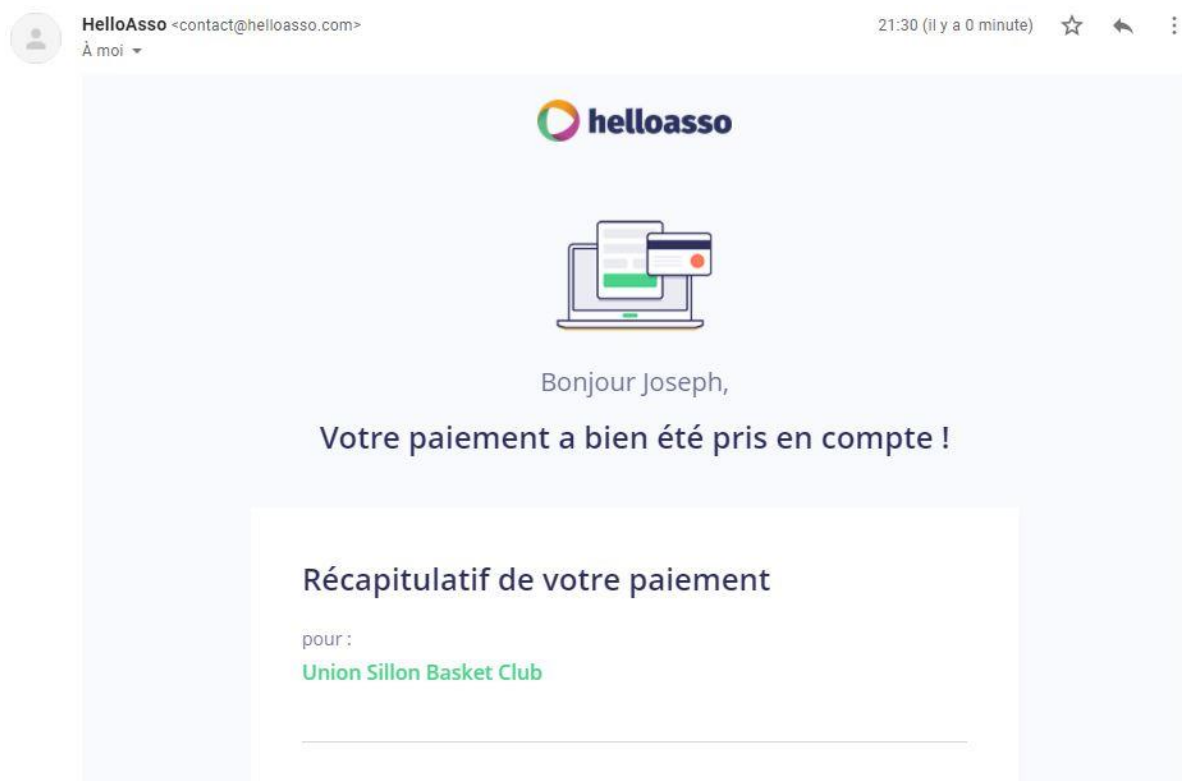 HelloAsso <contact@helloasso.com>
21:30 (il y a 0 minute)
À moi
helloasso
Bonjour Joseph,
Votre paiement a bien été pris en compte !
Récapitulatif de votre paiement
pour :
Union Sillon Basket Club